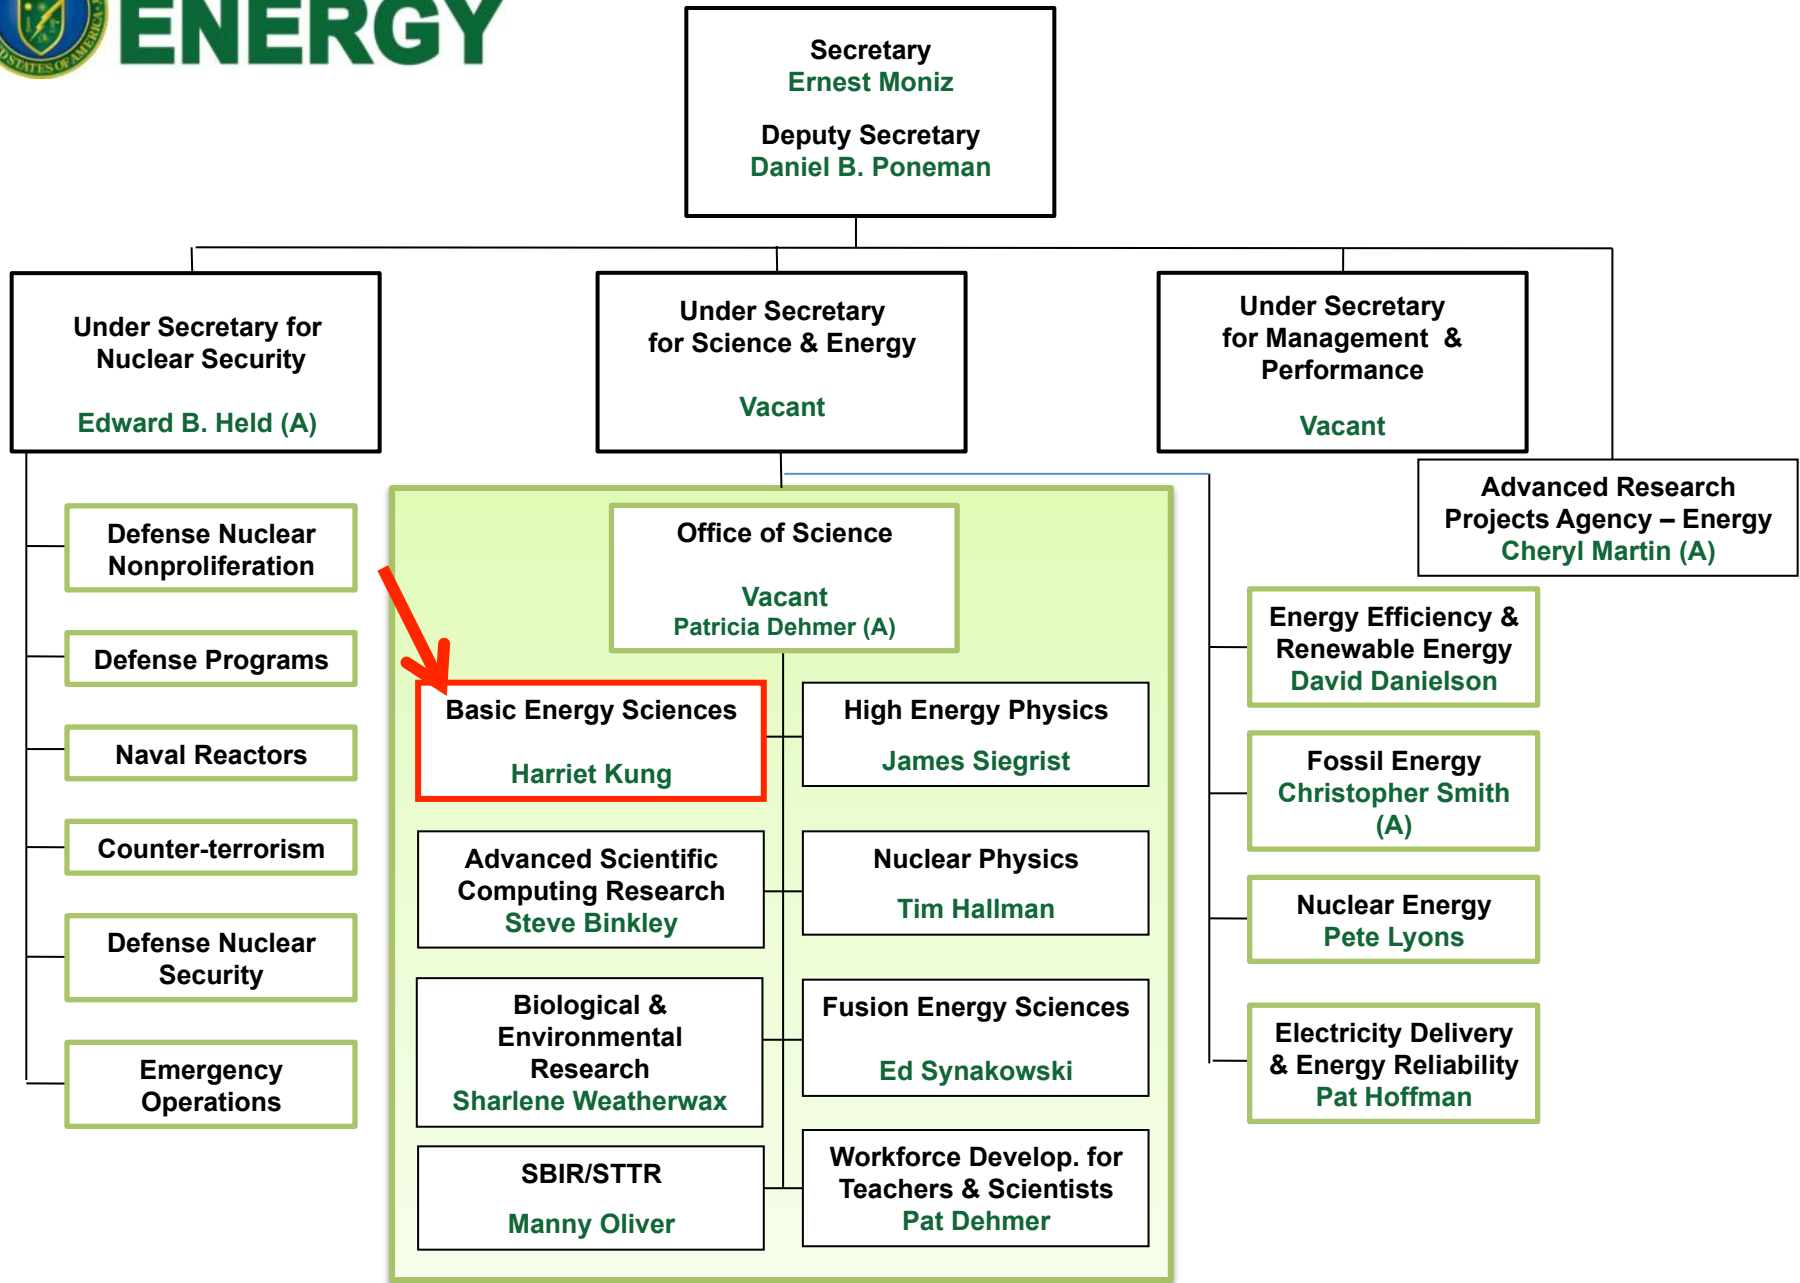 ENERGY
STATES OF AMERICA
Secretary
Ernest Moniz
Deputy Secretary
Daniel B. Poneman
Under Secretary for
Nuclear Security
Edward B. Held (A)
Under Secretary
for Science & Energy
Vacant
Under Secretary
for Management &
Performance
Vacant
Advanced Research
Projects Agency – Energy
Cheryl Martin (A)
Defense Nuclear
Nonproliferation
Defense Programs
Naval Reactors
Counter-terrorism
Defense Nuclear
Security
Emergency
Operations
Office of Science
Vacant
Patricia Dehmer (A)
Basic Energy Sciences
Harriet Kung
High Energy Physics
James Siegrist
Advanced Scientific
Computing Research
Steve Binkley
Nuclear Physics
Tim Hallman
Biological &
Environmental
Research
Sharlene Weatherwax
Fusion Energy Sciences
Ed Synakowski
SBIR/STTR
Manny Oliver
Workforce Develop. for
Teachers & Scientists
Pat Dehmer
Energy Efficiency &
Renewable Energy
David Danielson
Fossil Energy
Christopher Smith
(A)
Nuclear Energy
Pete Lyons
Electricity Delivery
& Energy Reliability
Pat Hoffman